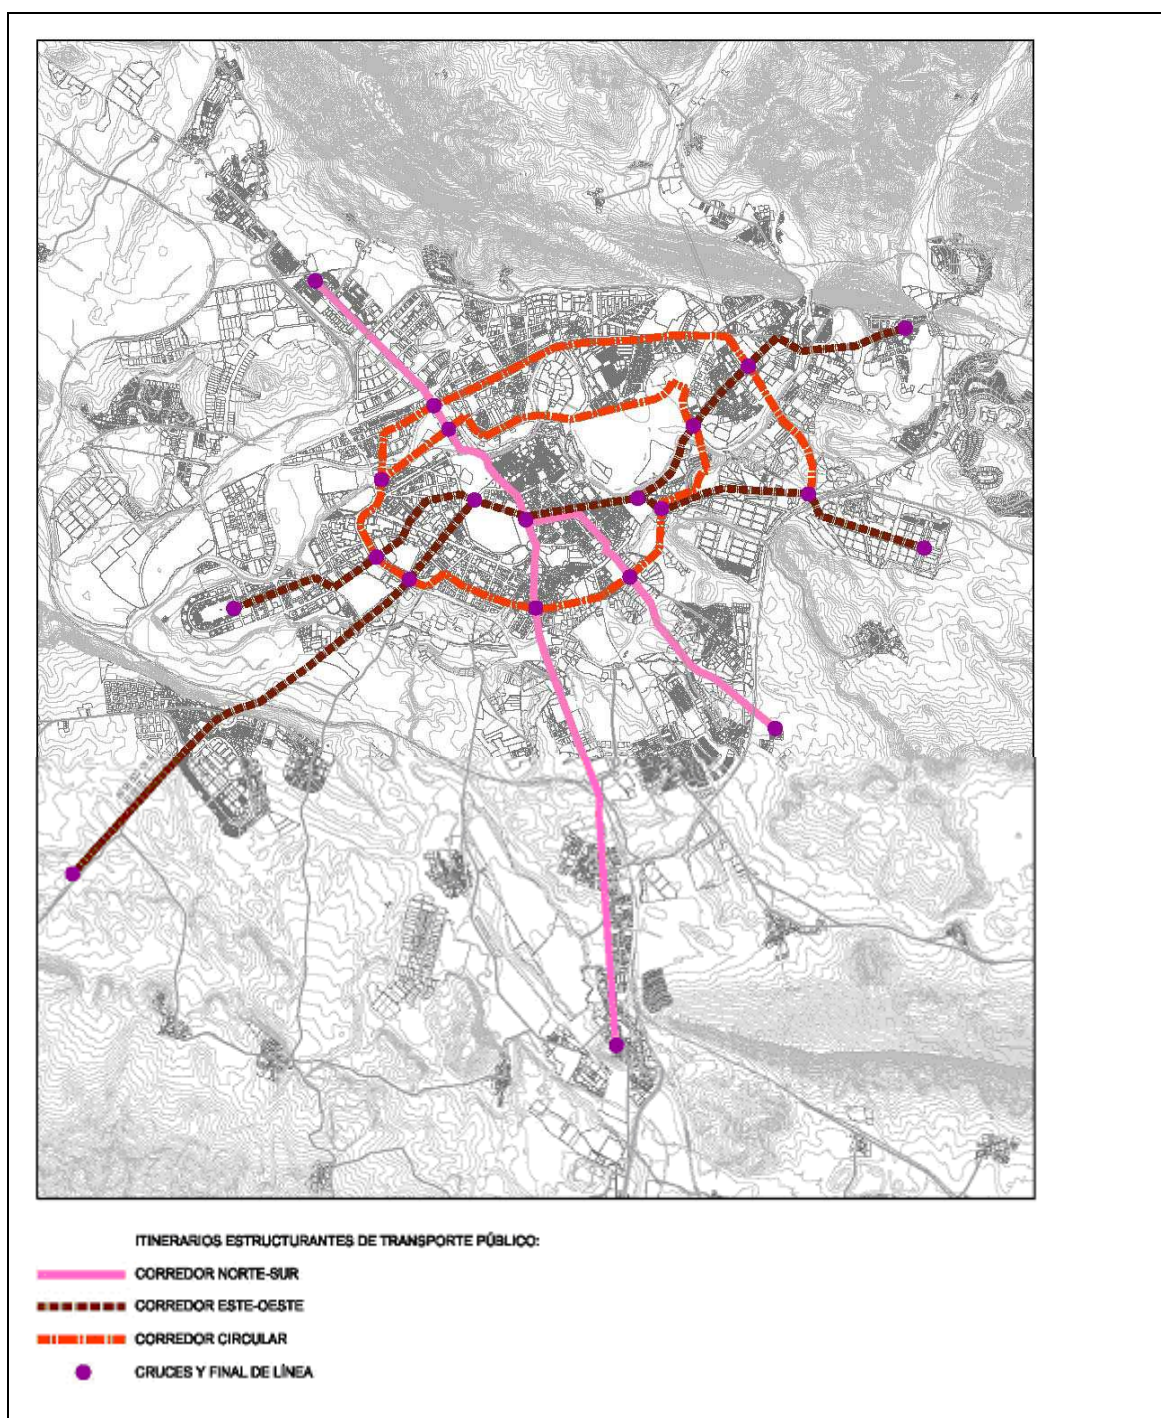 ITINERARIOS ESTRUCTURANTES DE TRANSPORTE PÚBLICO:
CORREDOR NORTE-SUR
CORREDOR ESTE-OESTE
CORREDOR CIRCULAR
CRUCES Y FINAL DE LÍNEA